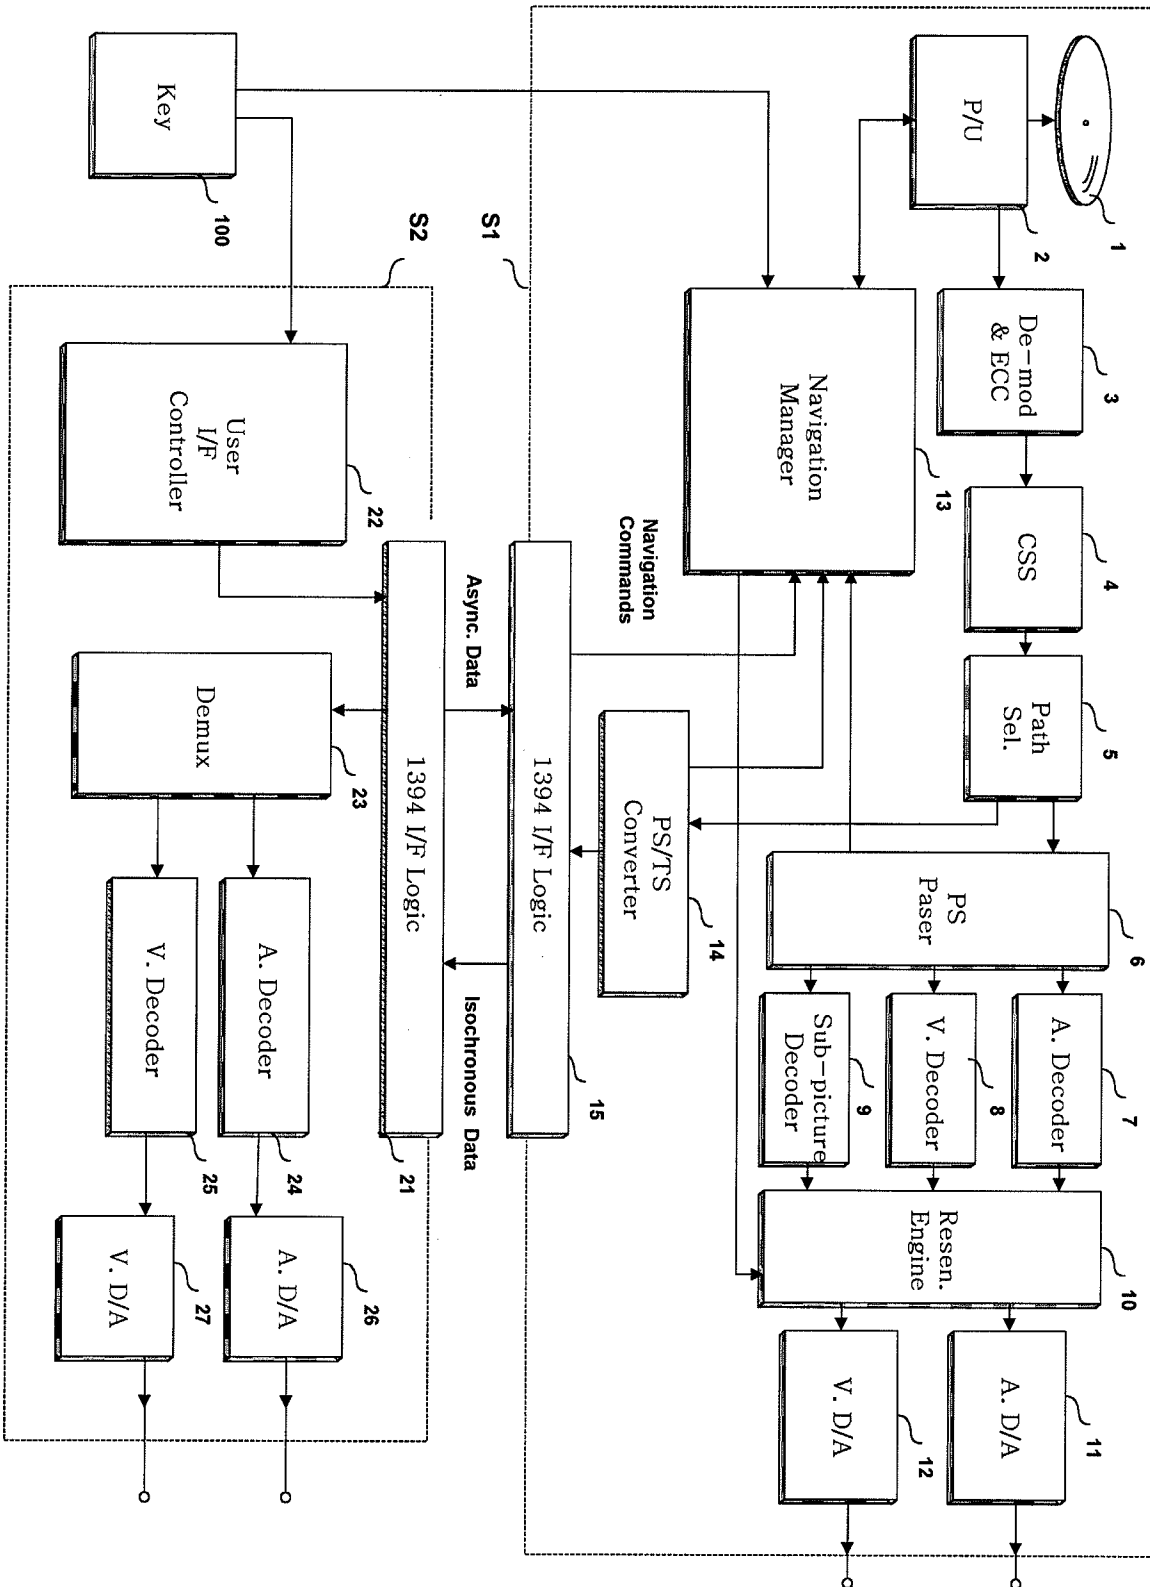 1
P/U
2
De-mod
& ECC
3
CSS
4
Path
Sel.
5
PS
Paser
6
A. Decoder
7
V. Decoder
8
Sub-picture
Decoder
9
Resen.
Engine
10
A. D/A
11
V. D/A
12
Navigation
Manager
13
Navigation
Commands
PS/TS
Converter
14
1394 I/F Logic
15
S1
Async. Data
Isochronous Data
S2
Key
100
1394 I/F Logic
21
User
I/F
Controller
22
Demux
23
A. Decoder
24
V. Decoder
25
A. D/A
26
V. D/A
27